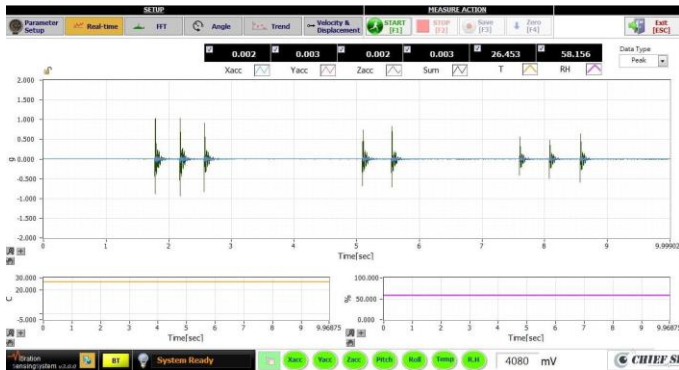 SETUP
MEASURE ACTION
Parameter Setup
Real-time
FFT
Angle
Trend
Velocity & Displacement
START [F1]
STOP [F2]
Save [F3]
Zero [F4]
Exit [ESC]
0.002 0.003 0.002 0.003 26.453 58.156
Data Type
Peak
Xacc Yacc Zacc Sum T RH
2.000
1.500
1.000
0.500
g 0.000
-0.500
-1.000
-1.500
-2.000
0 1 2 3 4 5 6 7 8 9 9.99902
Time[sec]
30.000
20.000
C
-5.000
0 1 2 3 4 5 6 7 8 9 9.96875
Time[sec]
100.000
% 50.000
0.000
0 1 2 3 4 5 6 7 8 9 9.96875
Time[sec]
Vibration
Sensingsystem
BT
System Ready
Xacc Yacc Zacc Pitch Roll Temp R.H
4080 mV
CHIEF SI